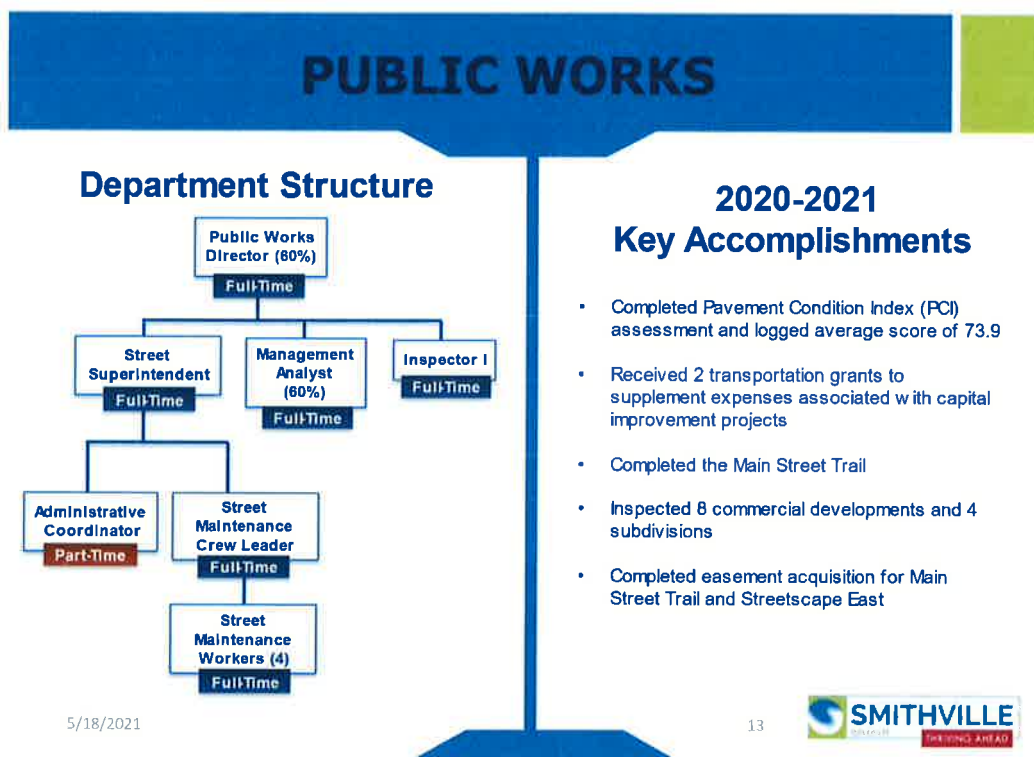 PUBLIC WORKS
Department Structure
Public Works
Director (60%)
Full-Time
Street
Superintendent
Full-Time
Management
Analyst
(60%)
Full-Time
Inspector I
Full-Time
Administrative
Coordinator
Part-Time
Street
Maintenance
Crew Leader
Full-Time
Street
Maintenance
Workers (4)
Full-Time
2020-2021
Key Accomplishments
• Completed Pavement Condition Index (PCI)
assessment and logged average score of 73.9
• Received 2 transportation grants to
supplement expenses associated with capital
improvement projects
• Completed the Main Street Trail
• Inspected 8 commercial developments and 4
subdivisions
• Completed easement acquisition for Main
Street Trail and Streetscape East
5/18/2021
13
SMITHVILLE
THRIVING AHEAD